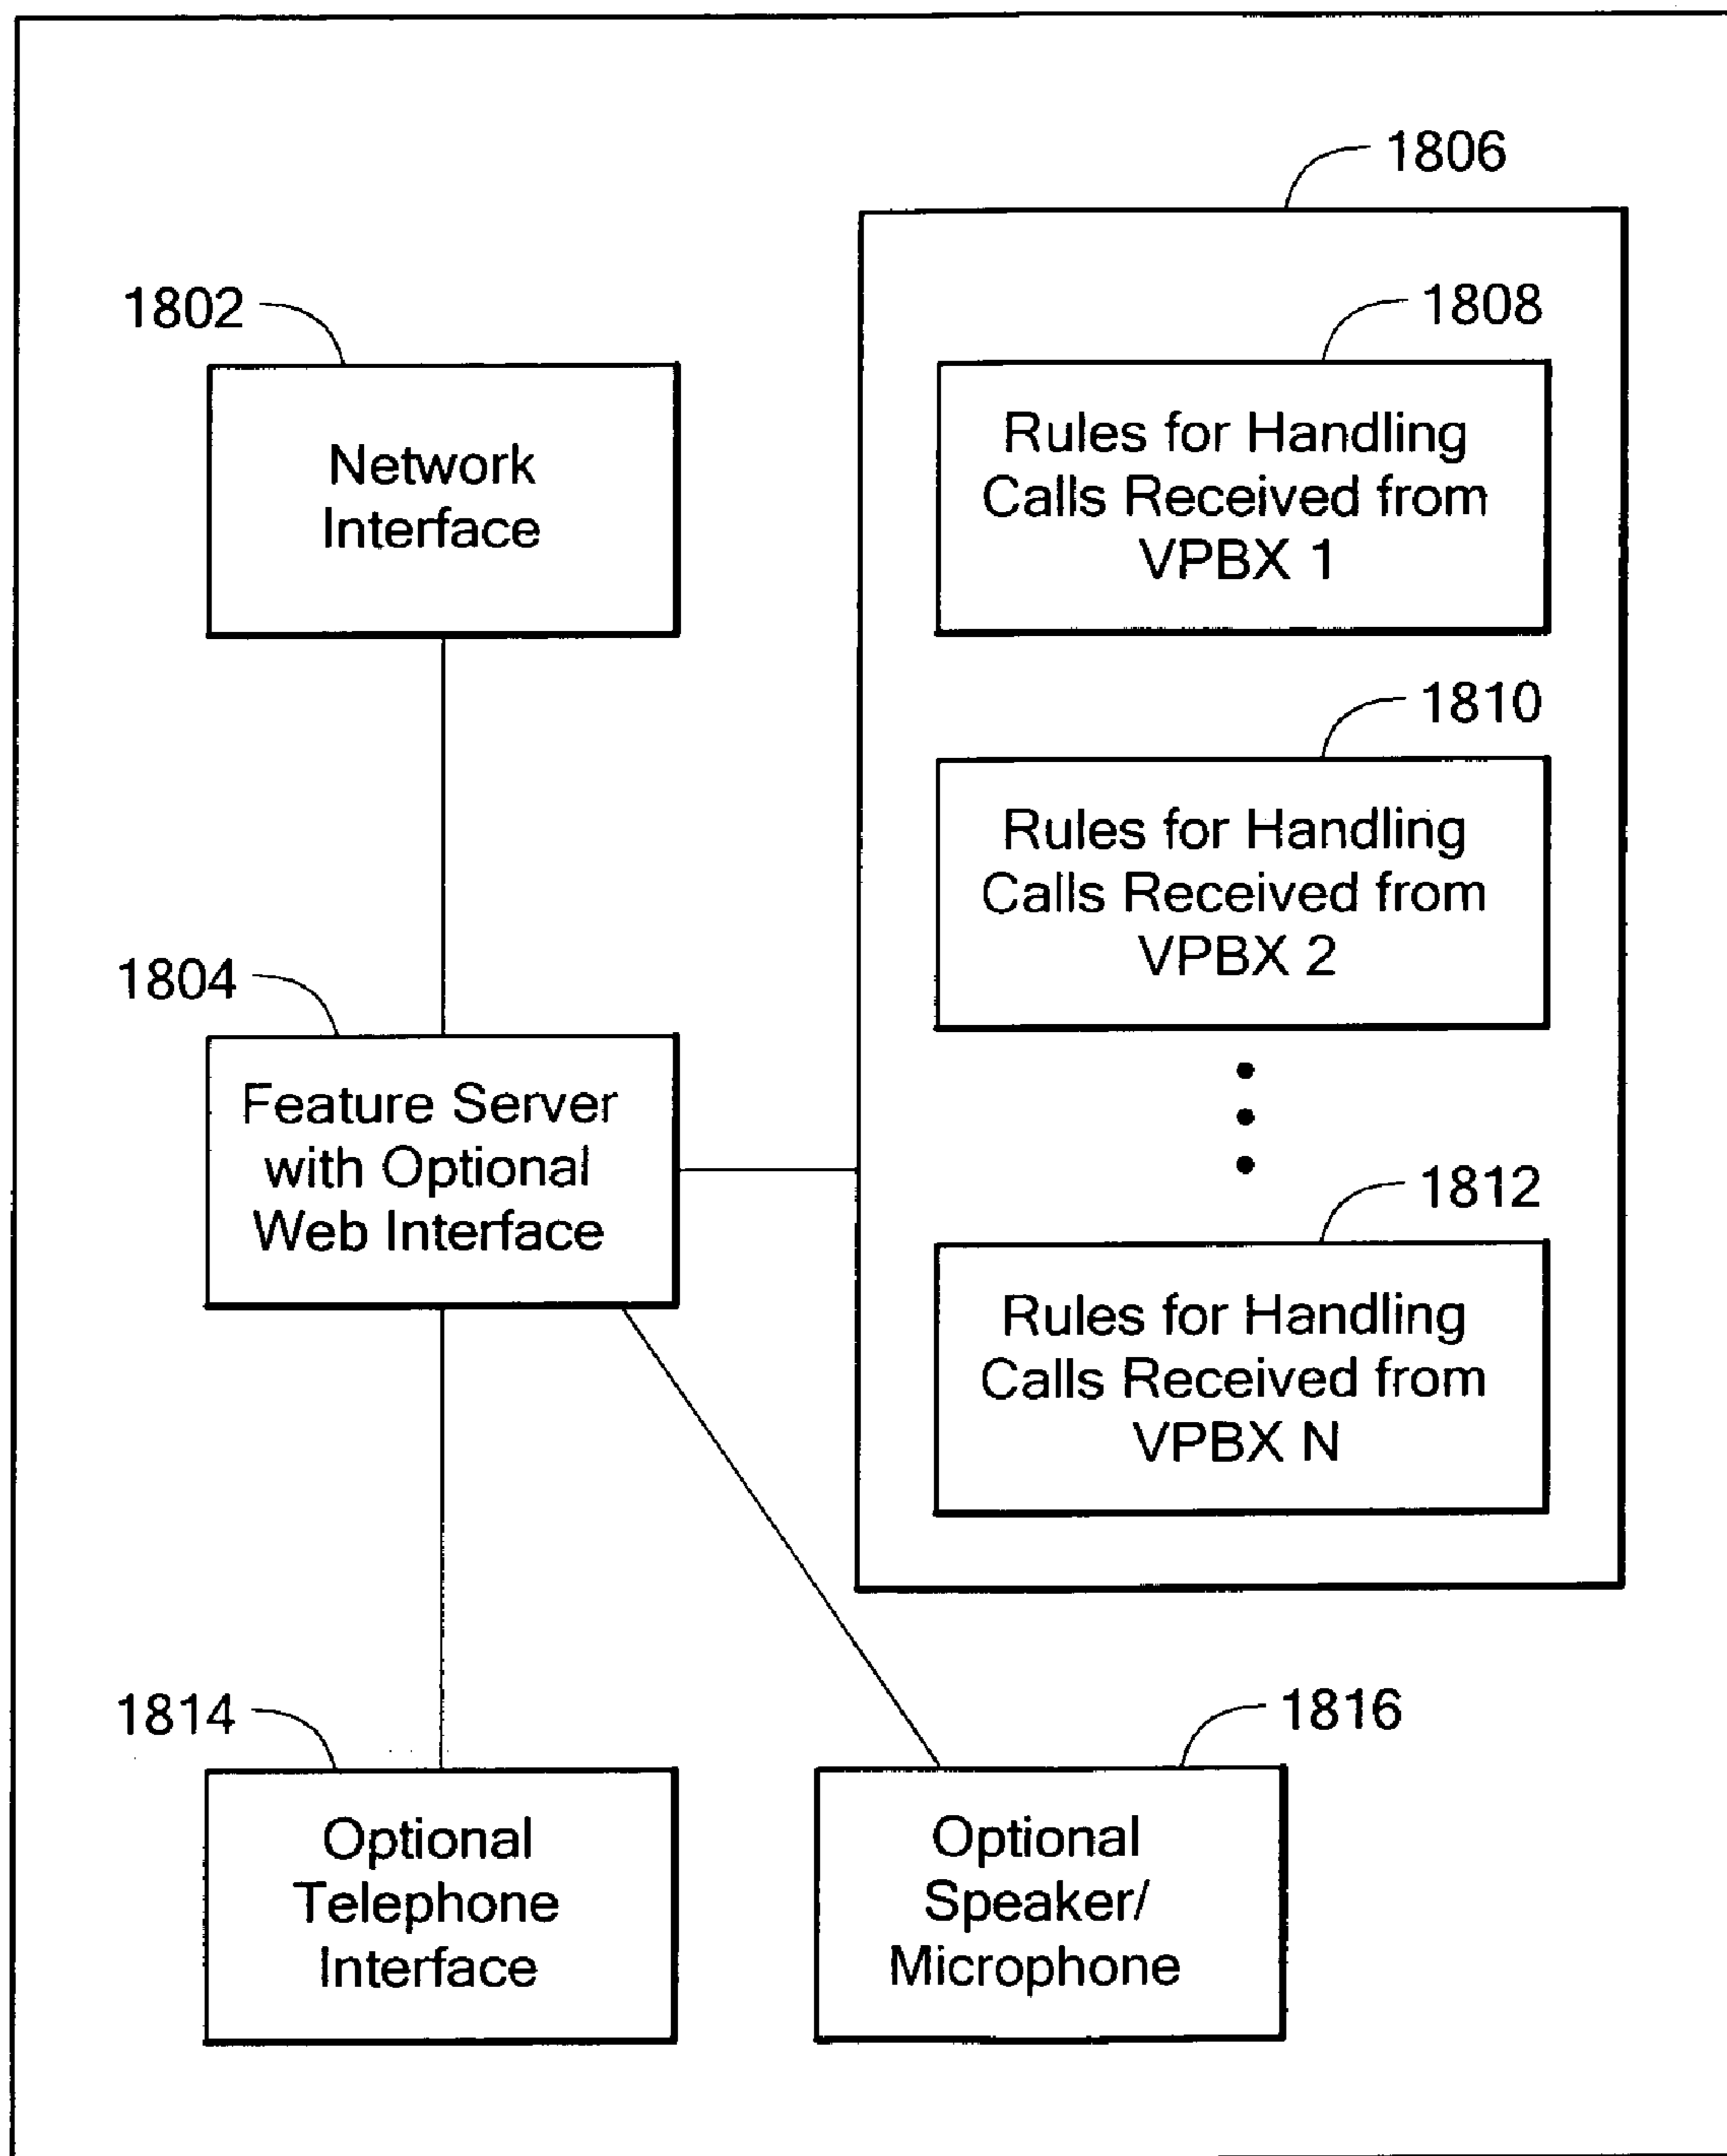 1806
1802
1808
Network
Interface
Rules for Handling
Calls Received from
VPBX 1
1810
Rules for Handling
Calls Received from
VPBX 2
1804
Feature Server
with Optional
Web Interface
1812
Rules for Handling
Calls Received from
VPBX N
1814
1816
Optional
Telephone
Interface
Optional
Speaker/
Microphone